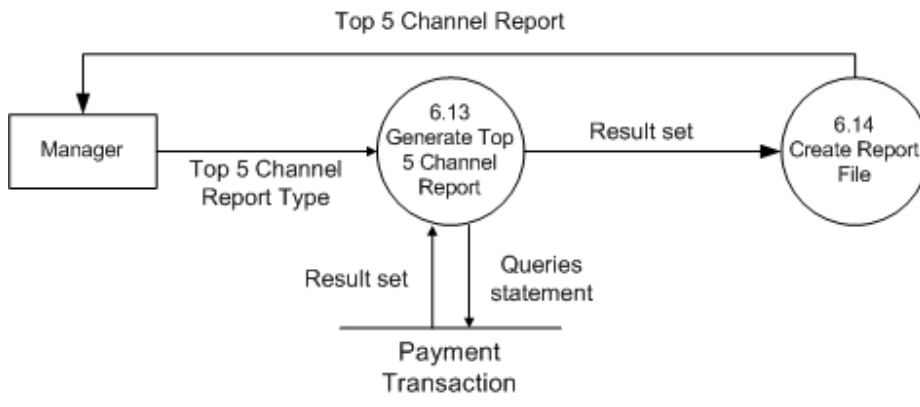 Top 5 Channel Report
Manager
Top 5 Channel
Report Type
6.13
Generate Top
5 Channel
Report
Result set
6.14
Create Report
File
Result set
Queries
statement
Payment
Transaction